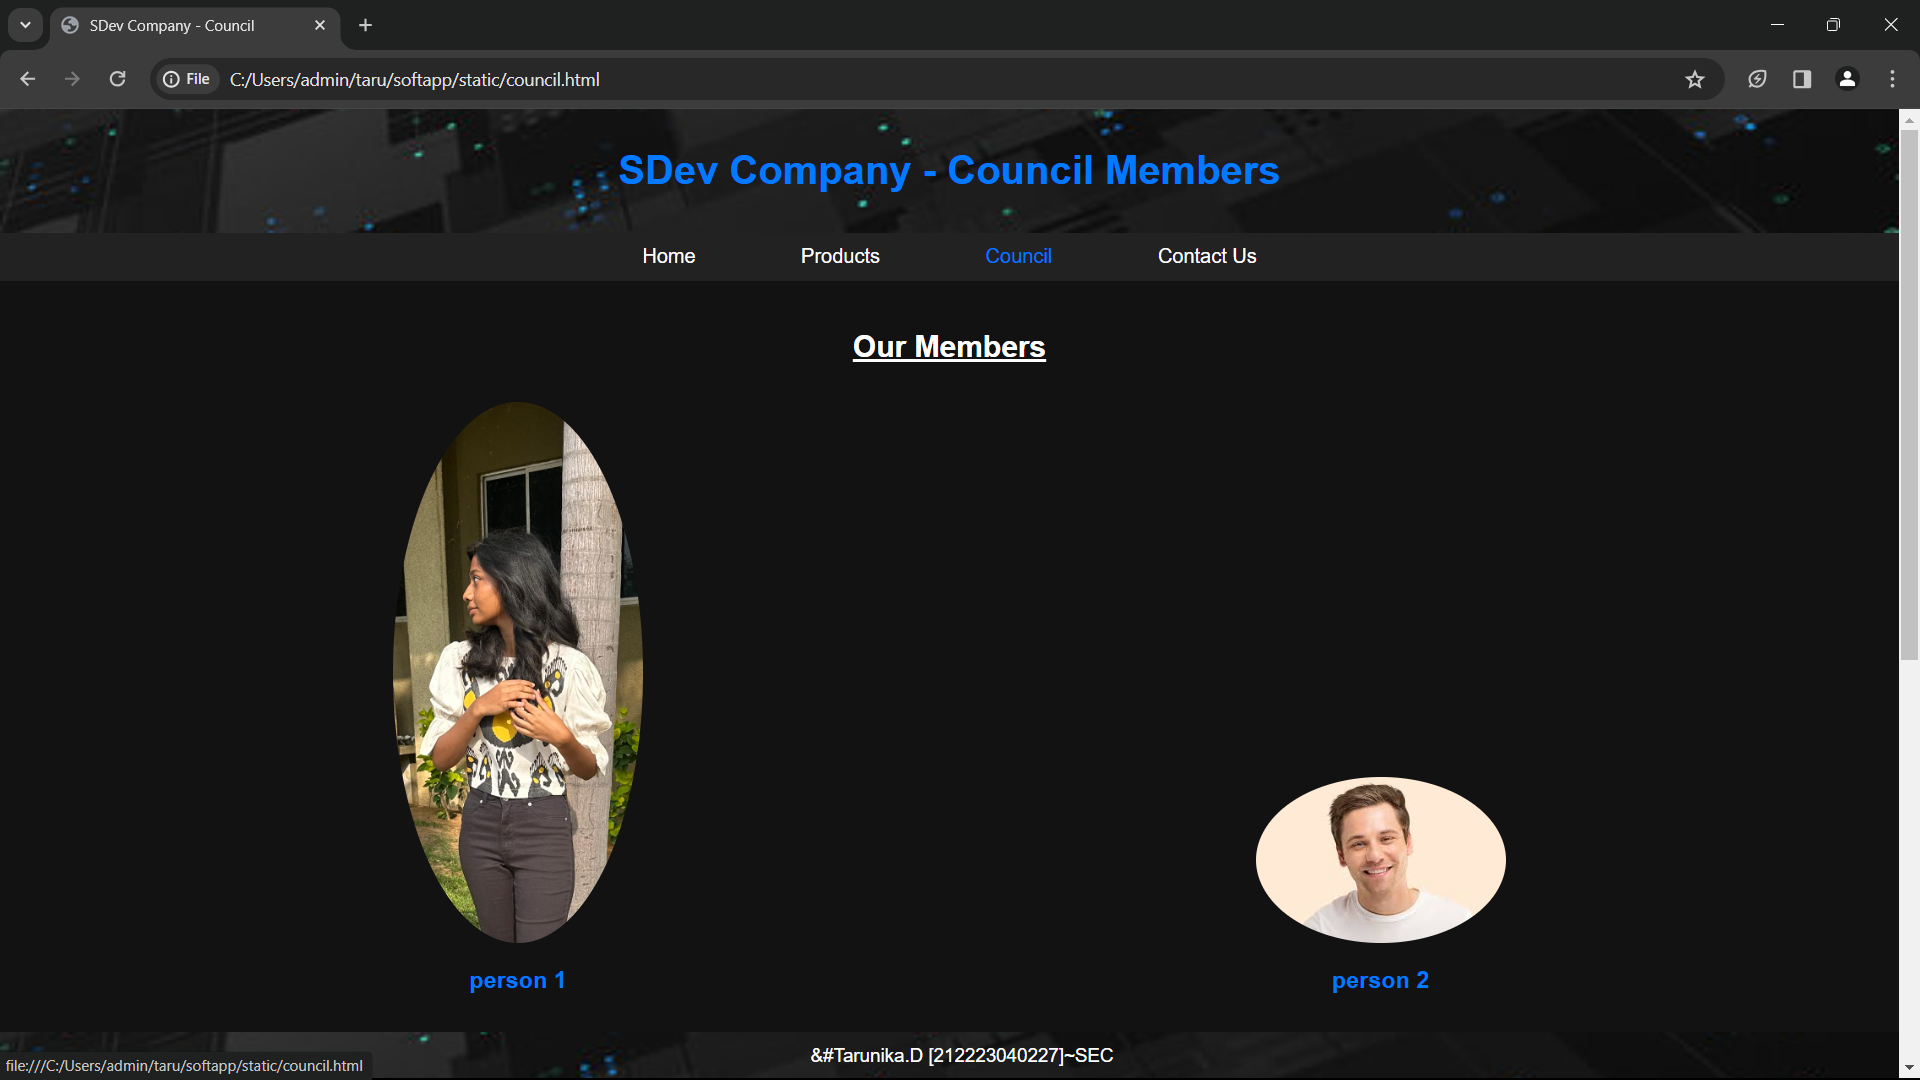 SDev Company - Council
File
C:/Users/admin/taru/softapp/static/council.html
SDev Company - Council Members
Home
Products
Council
Contact Us
Our Members
person 1
person 2
&#Tarunika.D [212223040227]~SEC
file:///C:/Users/admin/taru/softapp/static/council.html